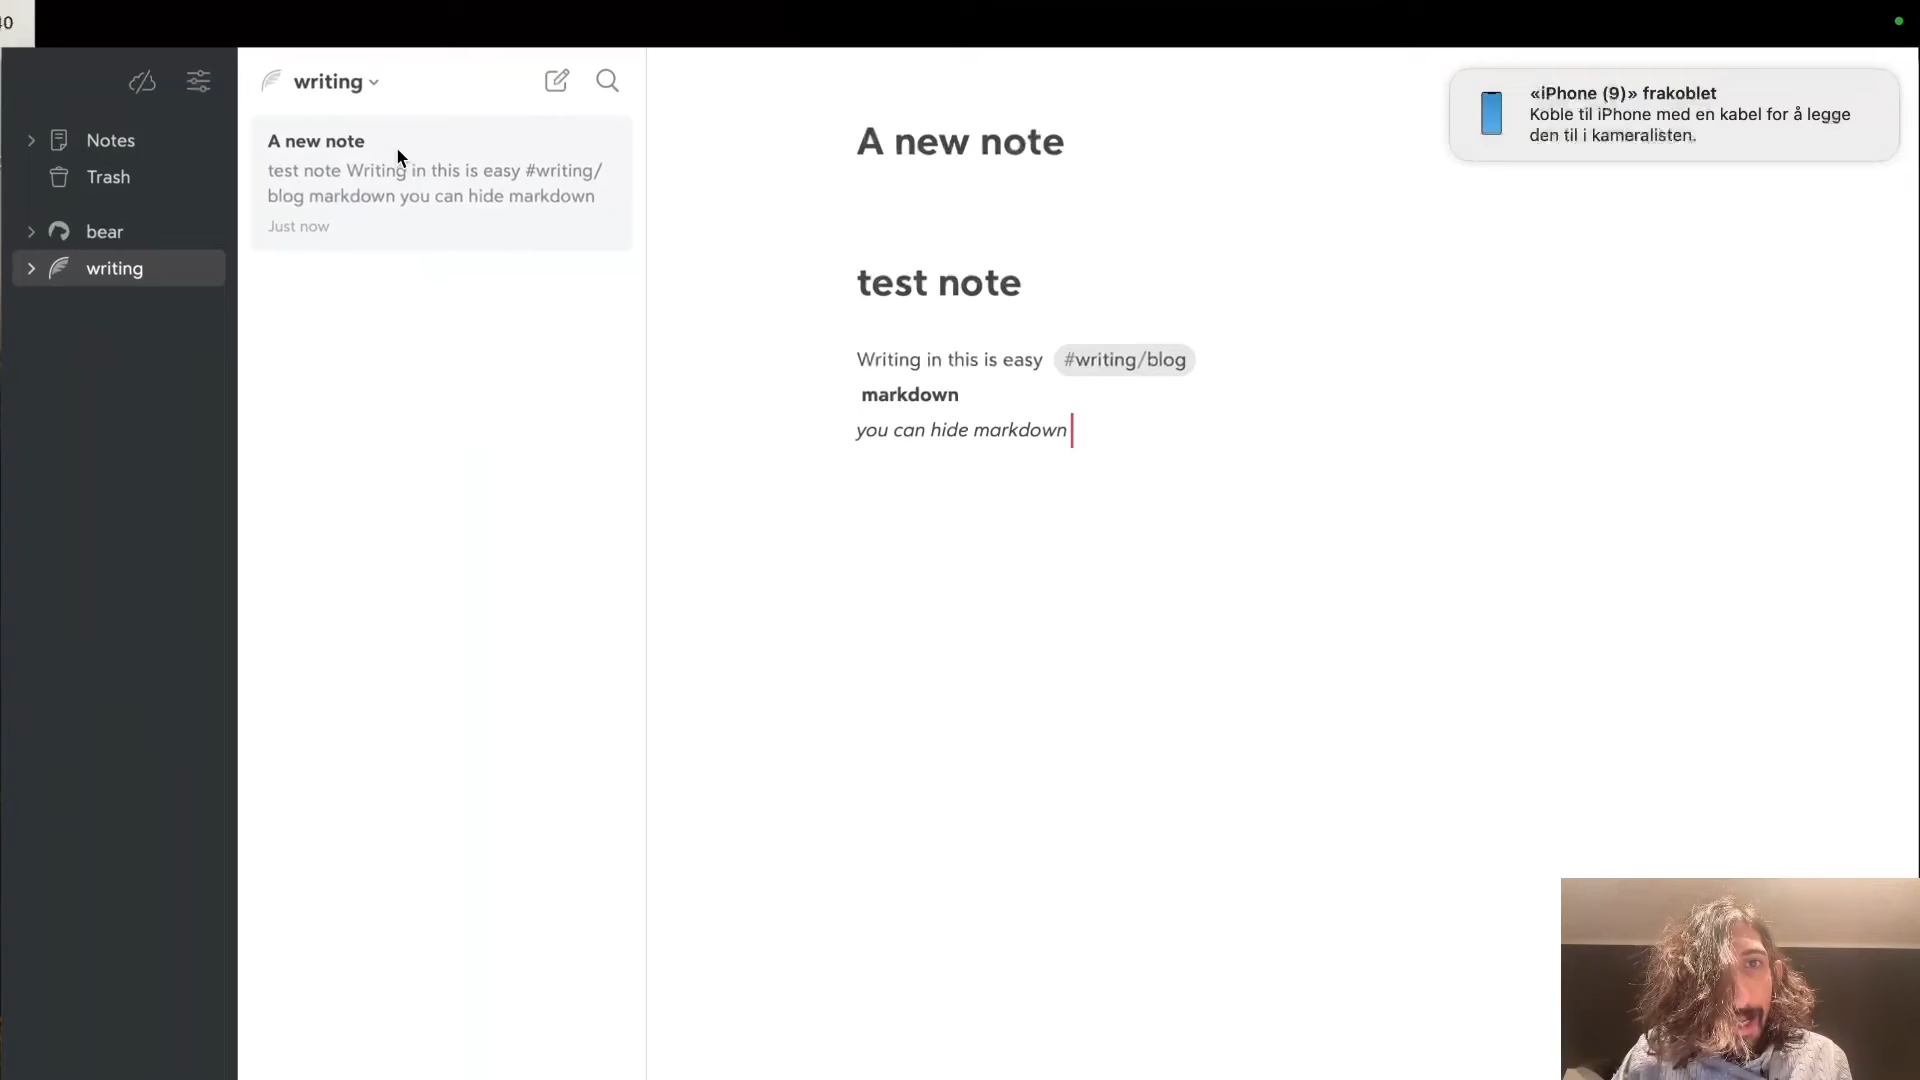 Notes
Trash
bear
writing
writing
A new note
test note Writing in this is easy #writing/
blog markdown you can hide markdown
Just now
A new note
test note
Writing in this is easy #writing/blog
markdown
you can hide markdown
«iPhone (9)» frakoblet
Koble til iPhone med en kabel for å legge
den til i kameralisten.